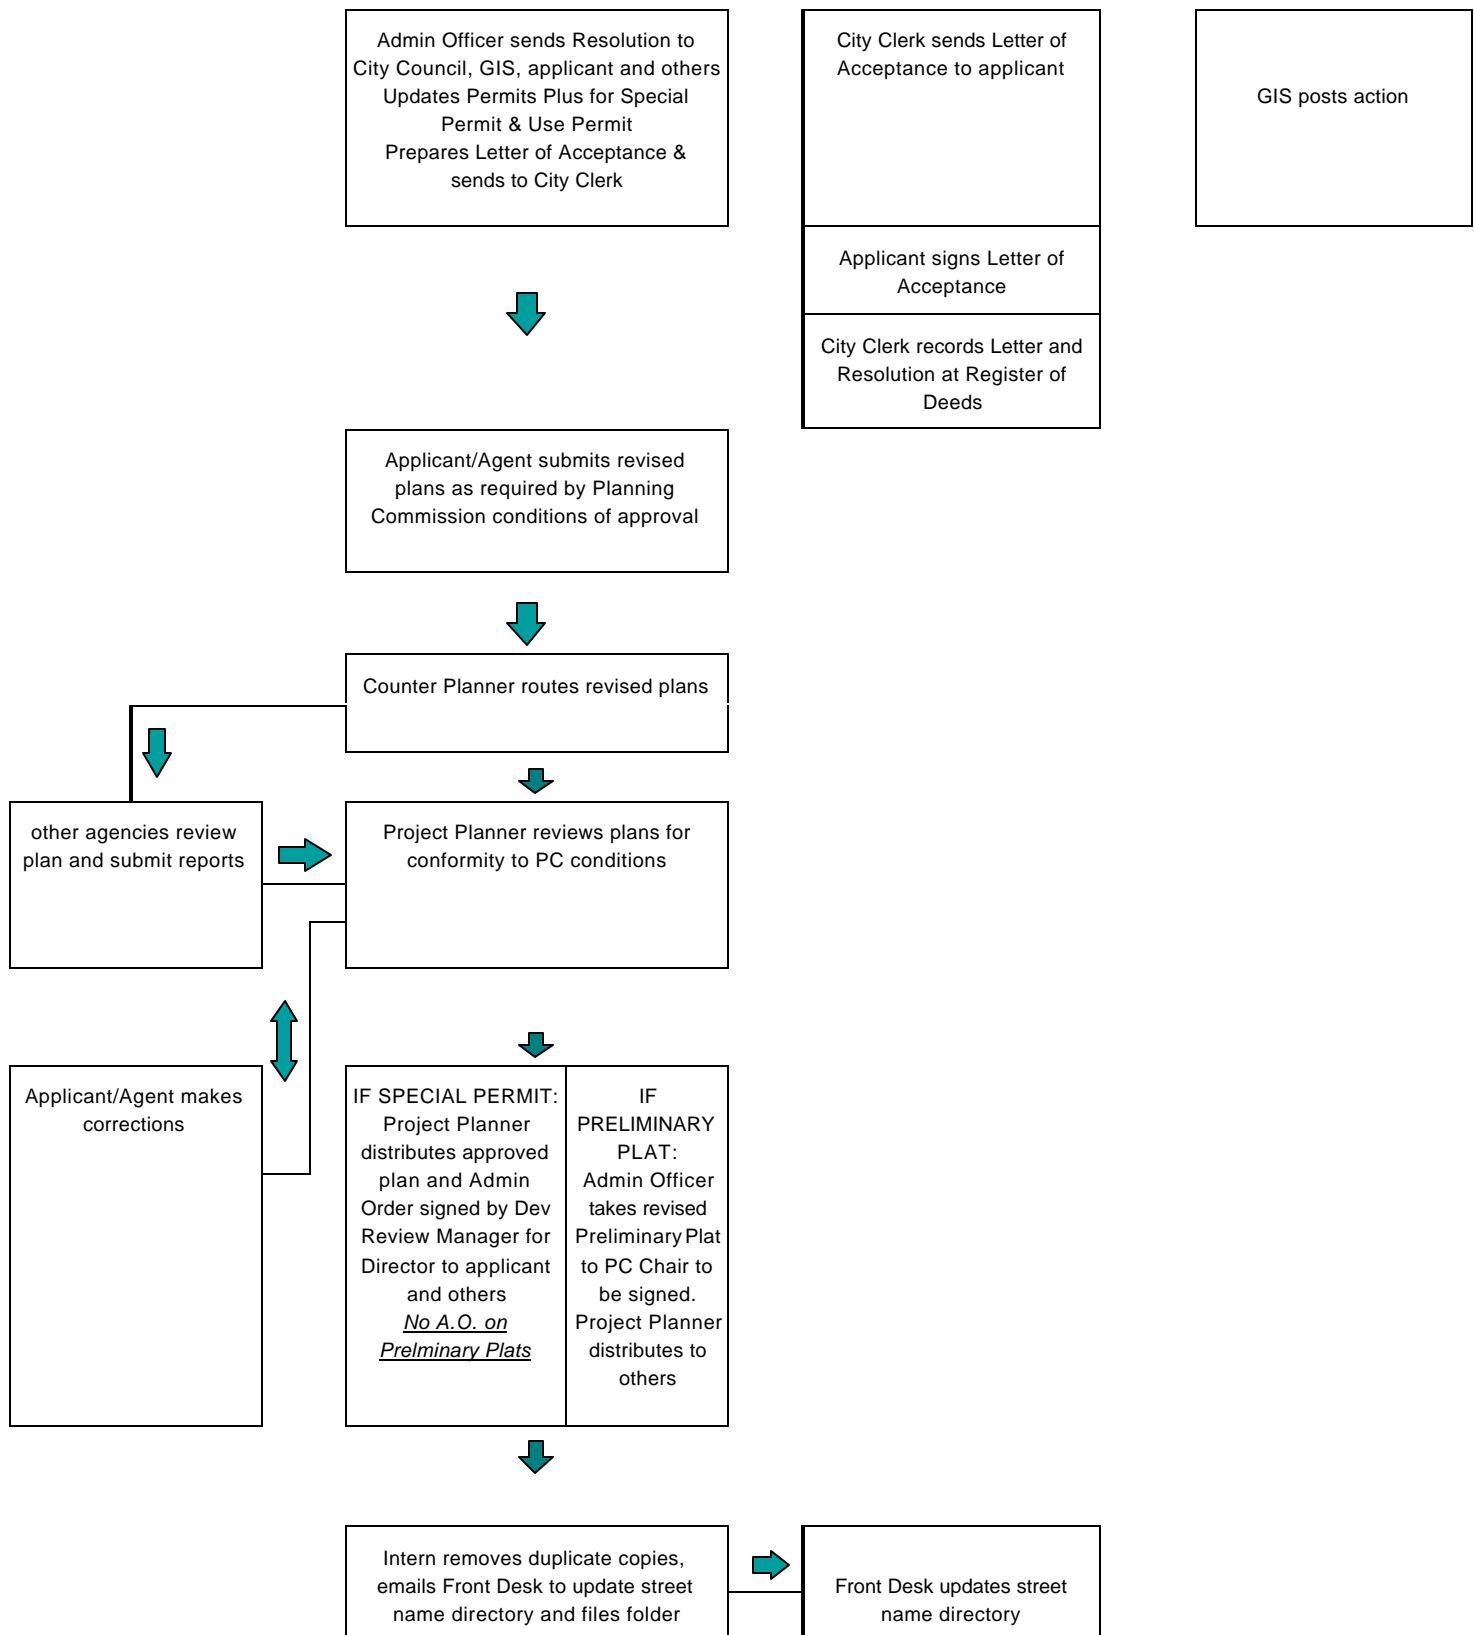 Admin Officer sends Resolution to
City Council, GIS, applicant and others
Updates Permits Plus for Special
Permit & Use Permit
Prepares Letter of Acceptance &
sends to City Clerk
City Clerk sends Letter of
Acceptance to applicant
GIS posts action
Applicant signs Letter of
Acceptance
City Clerk records Letter and
Resolution at Register of
Deeds
Applicant/Agent submits revised
plans as required by Planning
Commission conditions of approval
Counter Planner routes revised plans
other agencies review
plan and submit reports
Project Planner reviews plans for
conformity to PC conditions
Applicant/Agent makes
corrections
IF SPECIAL PERMIT:
Project Planner
distributes approved
plan and Admin
Order signed by Dev
Review Manager for
Director to applicant
and others
No A.O. on
Prelminary Plats
IF
PRELIMINARY
PLAT:
Admin Officer
takes revised
Preliminary Plat
to PC Chair to
be signed.
Project Planner
distributes to
others
Intern removes duplicate copies,
emails Front Desk to update street
name directory and files folder
Front Desk updates street
name directory